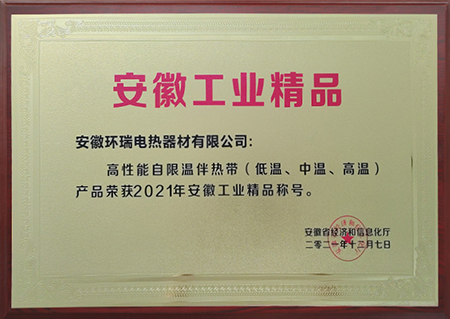 安徽工业精品
安徽环瑞电热器材有限公司：
高性能自限温伴热带（低温、中温、高温）
产品荣获2021年安徽工业精品称号。
安徽省经济和信息化厅
二零二一年十二月七日